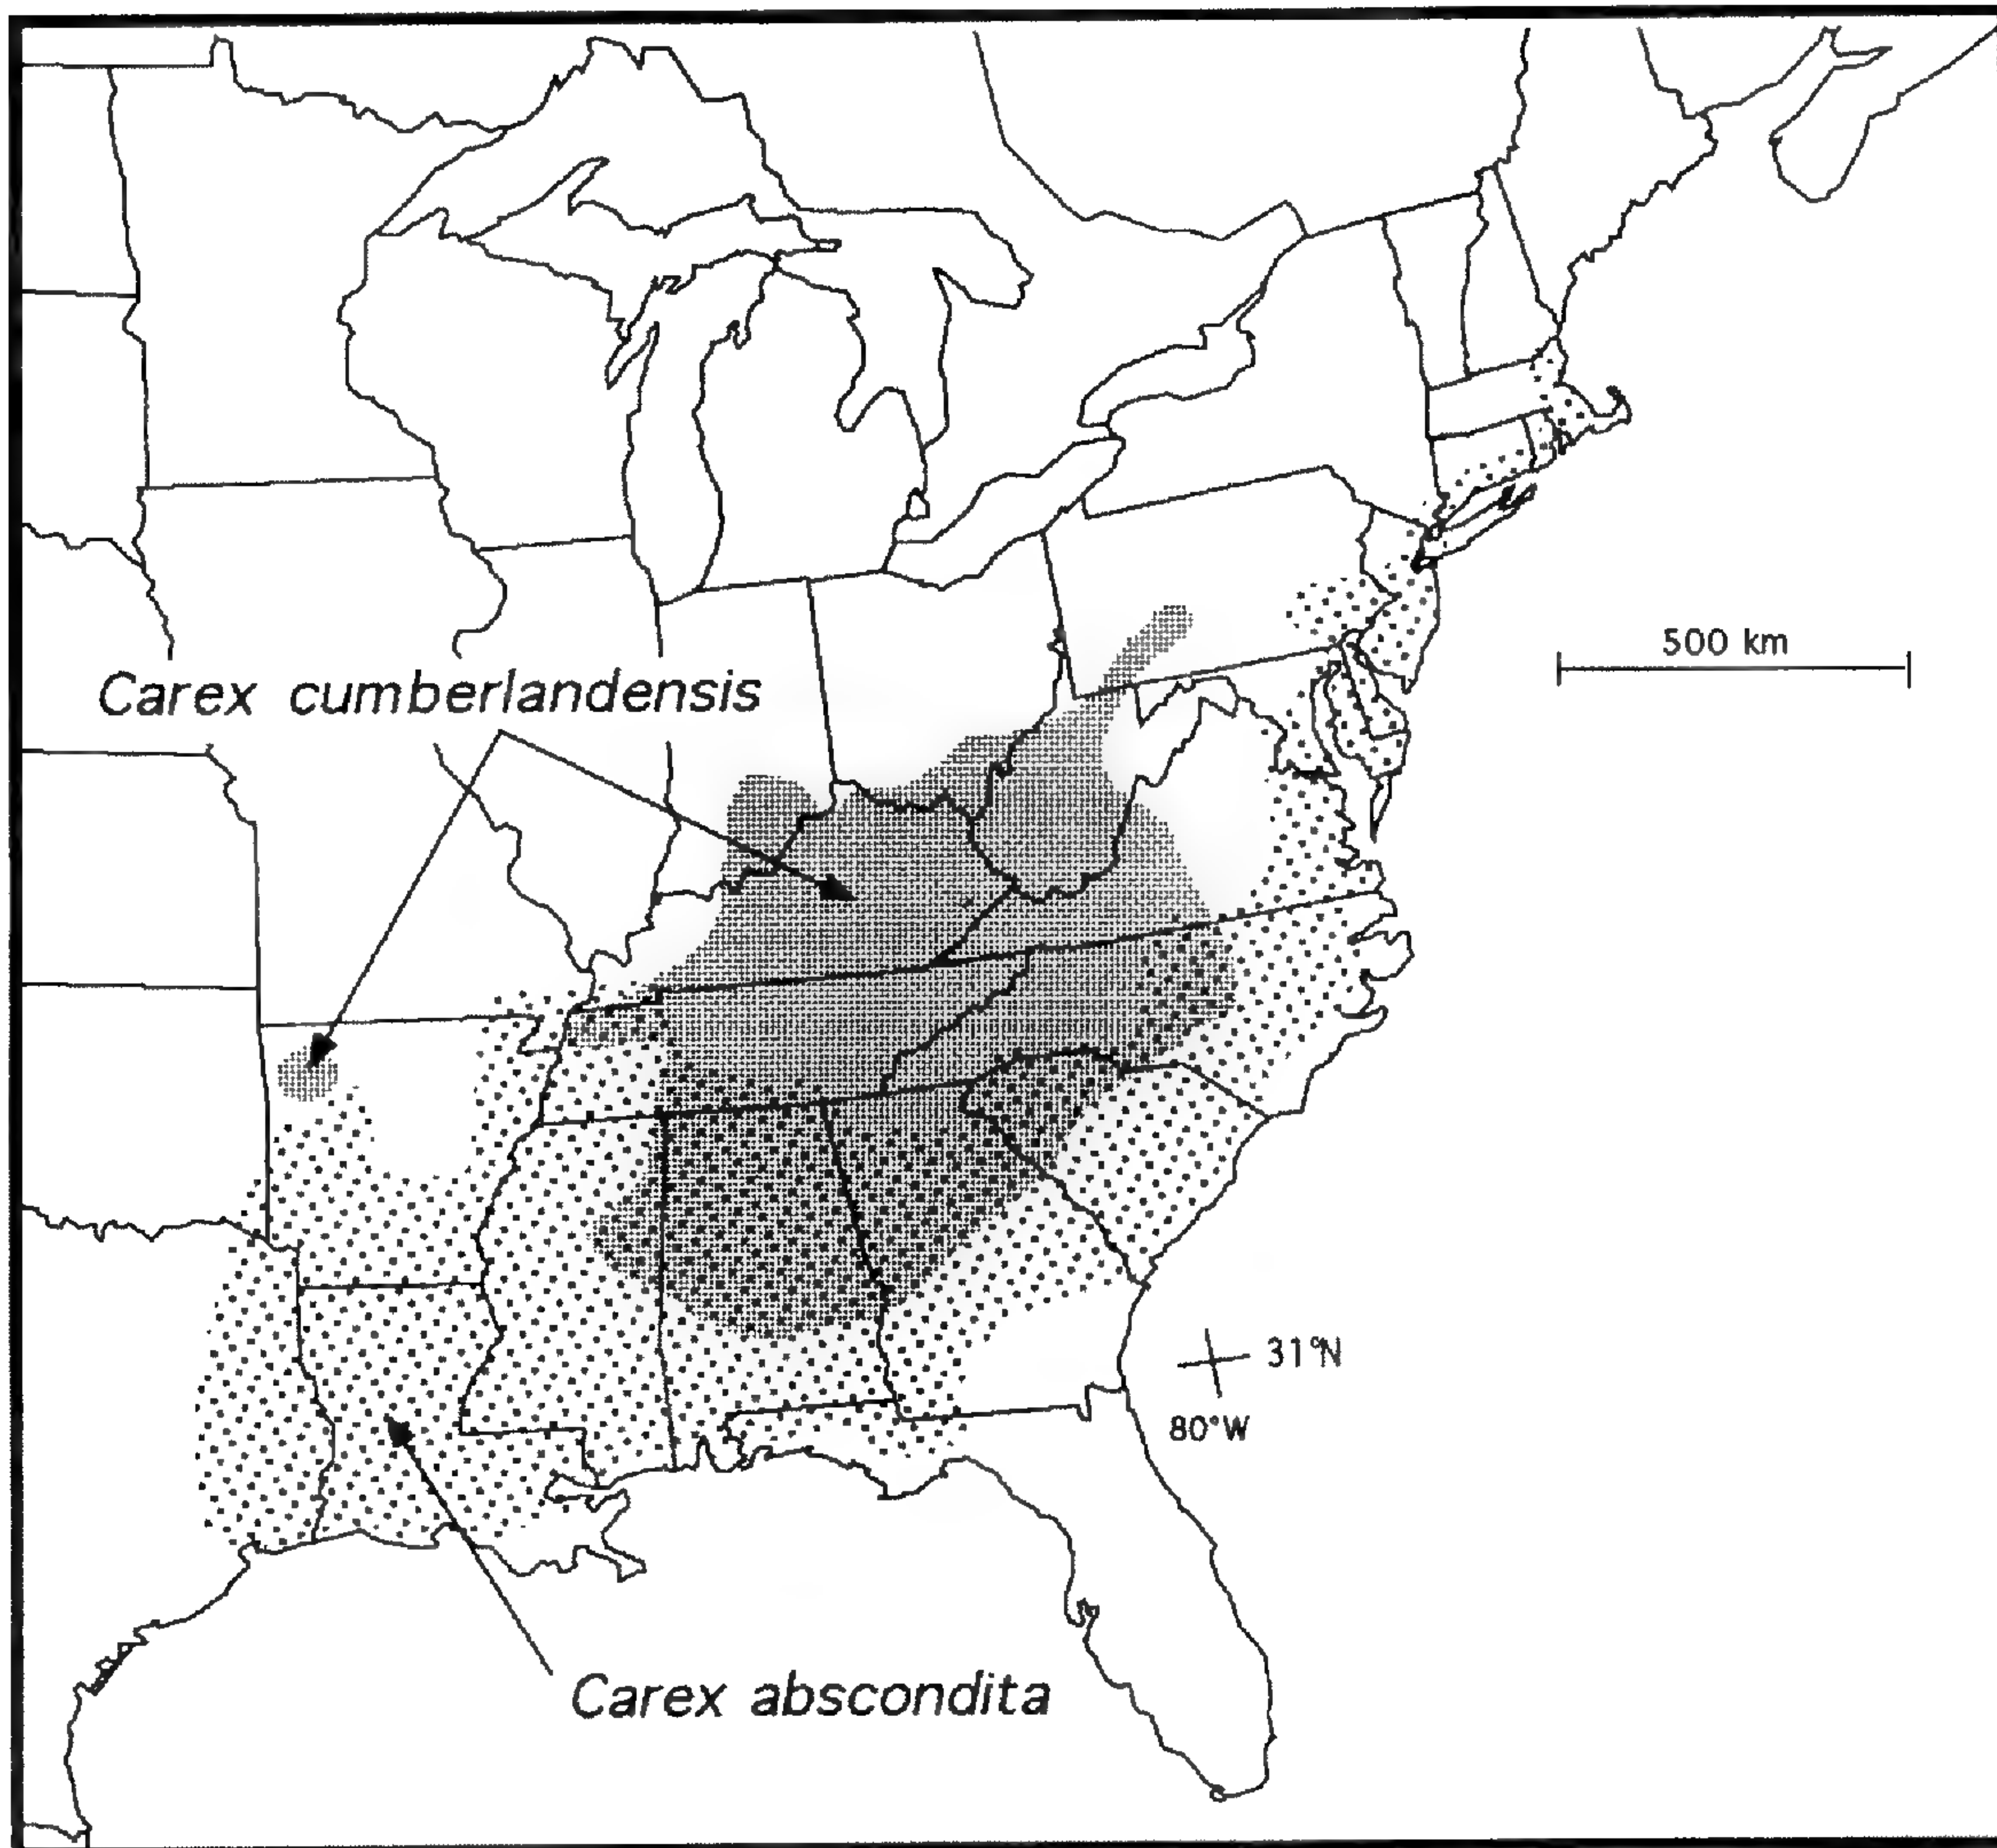 500 km
Carex cumberlandensis
31°N
80°W
Carex abscondita